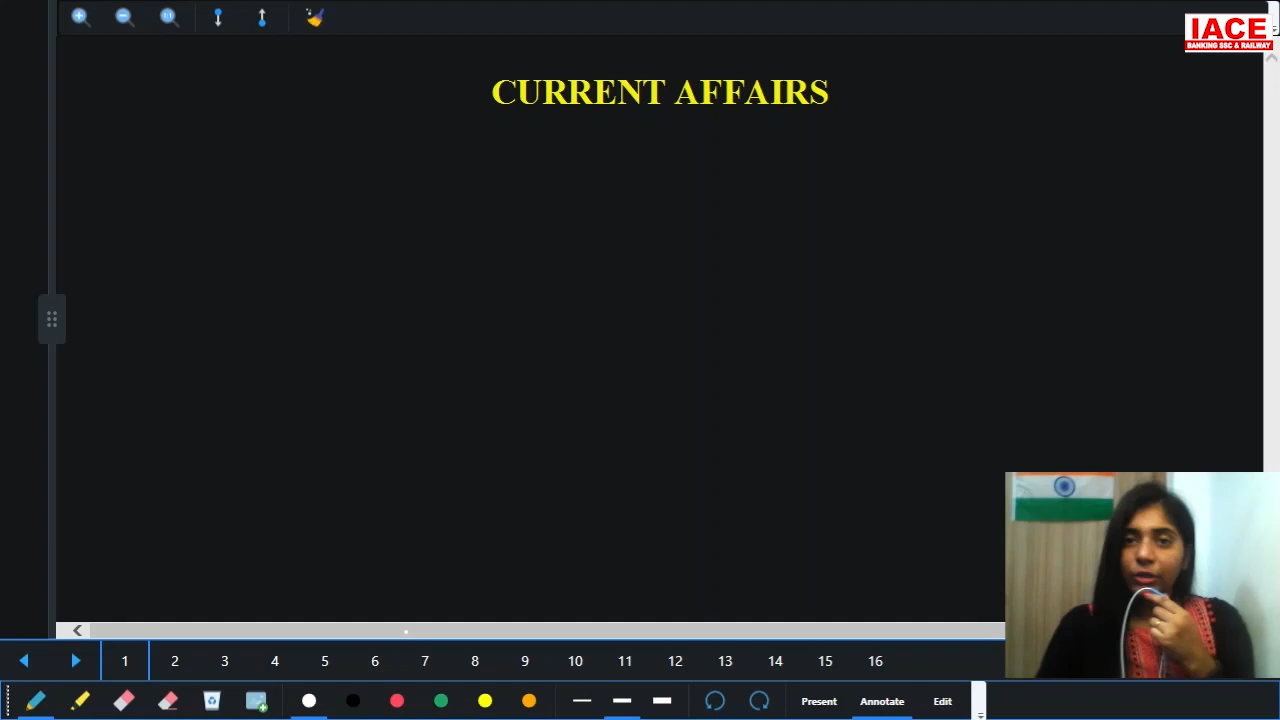 IACE
BANKING SSC & RAILWAY
CURRENT AFFAIRS
1 2 3 4 5 6 7 8 9 10 11 12 13 14 15 16
Present Annotate Edit